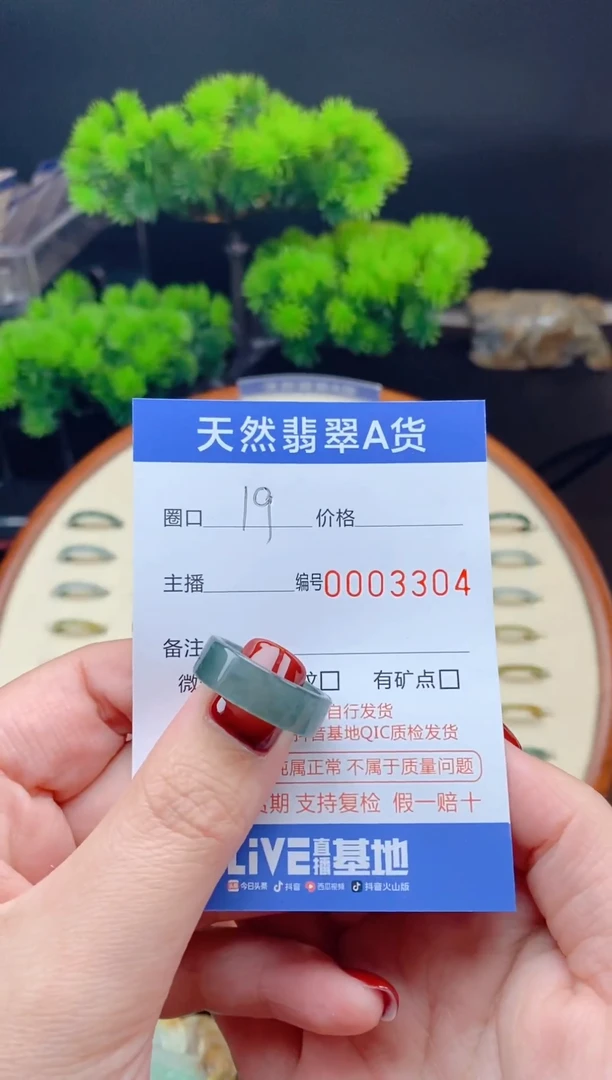 天然翡翠A货
圈口 19 价格
主播 编号0003304
备注
微 纹□ 有矿点□
自行发货
抖音基地QIC质检发货
纯属正常 不属于质量问题
期 支持复检 假一赔十
LIVE直播基地
今日头条 抖音 西瓜视频 抖音火山版